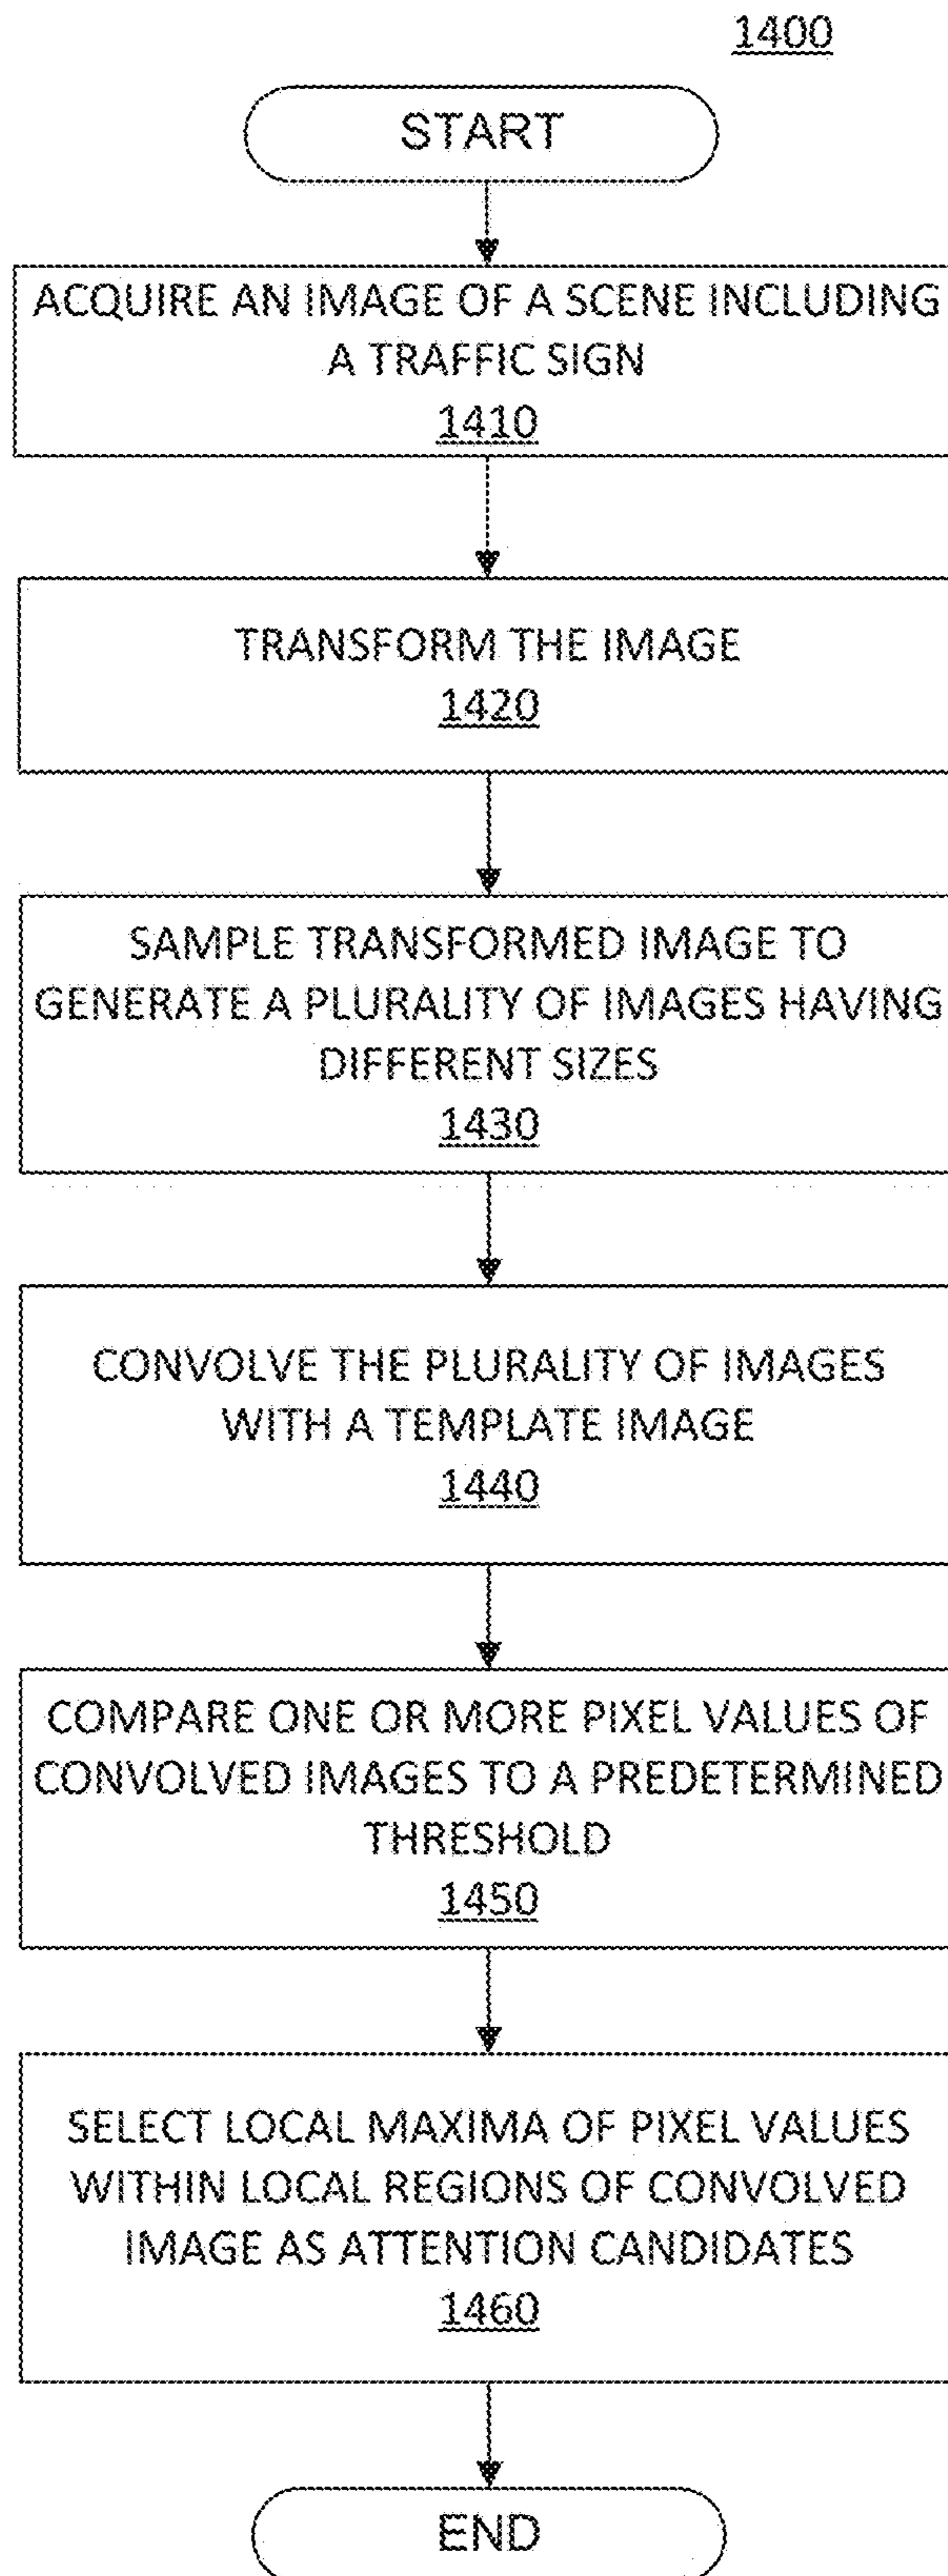 1400
START
ACQUIRE AN IMAGE OF A SCENE INCLUDING
A TRAFFIC SIGN
1410
TRANSFORM THE IMAGE
1420
SAMPLE TRANSFORMED IMAGE TO
GENERATE A PLURALITY OF IMAGES HAVING
DIFFERENT SIZES
1430
CONVOLVE THE PLURALITY OF IMAGES
WITH A TEMPLATE IMAGE
1440
COMPARE ONE OR MORE PIXEL VALUES OF
CONVOLVED IMAGES TO A PREDETERMINED
THRESHOLD
1450
SELECT LOCAL MAXIMA OF PIXEL VALUES
WITHIN LOCAL REGIONS OF CONVOLVED
IMAGE AS ATTENTION CANDIDATES
1460
END